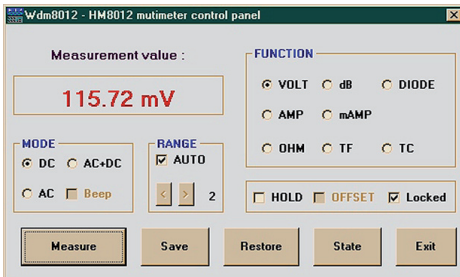 Wdm8012 - HM8012 mutimeter control panel
Measurement value :
115.72 mV
FUNCTION
VOLT dB DIODE
AMP mAMP
OHM TF TC
MODE
DC AC+DC
AC Beep
RANGE
AUTO
< > 2
HOLD OFFSET Locked
Measure Save Restore State Exit